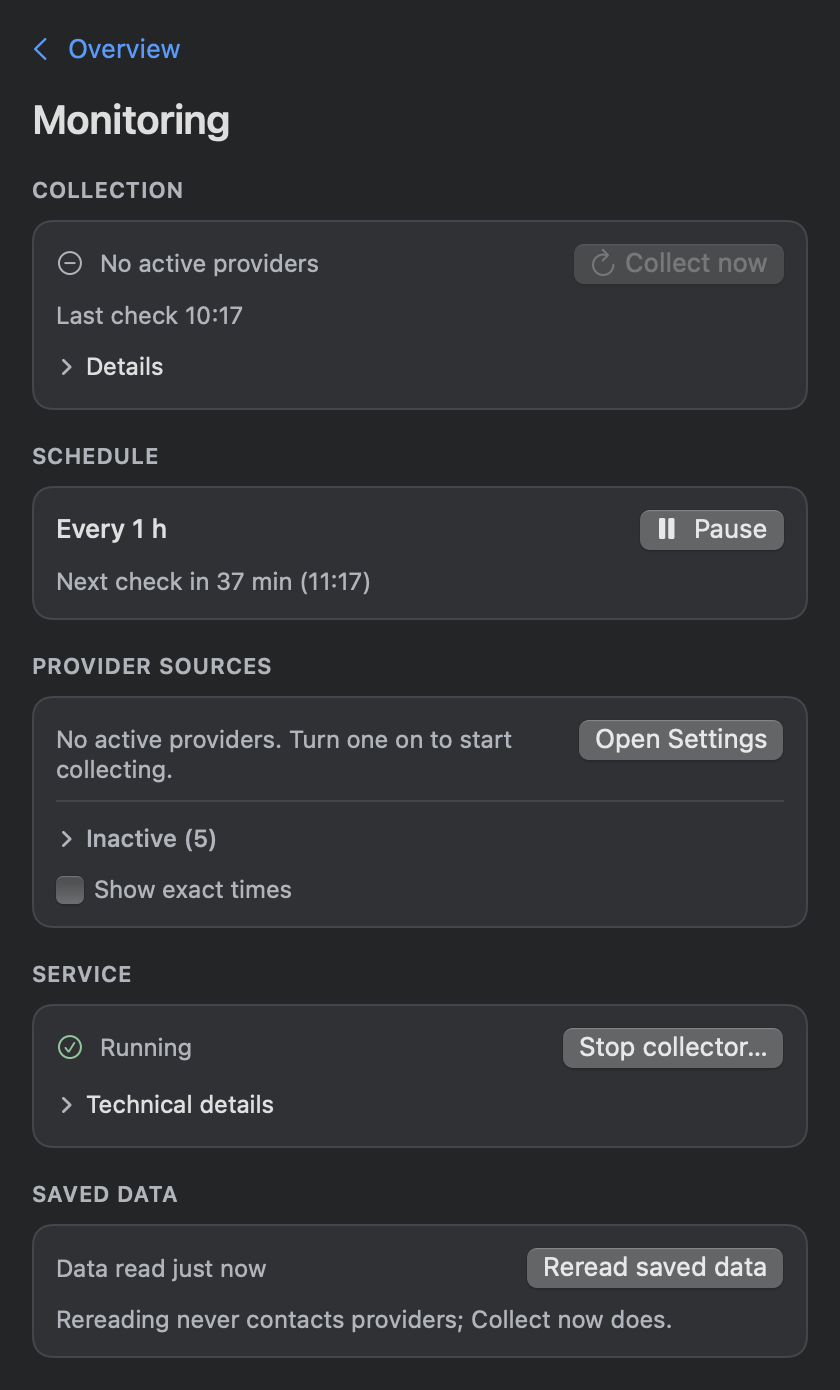 Overview
Monitoring
COLLECTION
No active providers
Collect now
Last check 10:17
Details
SCHEDULE
Every 1 h
Pause
Next check in 37 min (11:17)
PROVIDER SOURCES
No active providers. Turn one on to start
collecting.
Open Settings
Inactive (5)
Show exact times
SERVICE
Running
Stop collector...
Technical details
SAVED DATA
Data read just now
Reread saved data
Rereading never contacts providers; Collect now does.